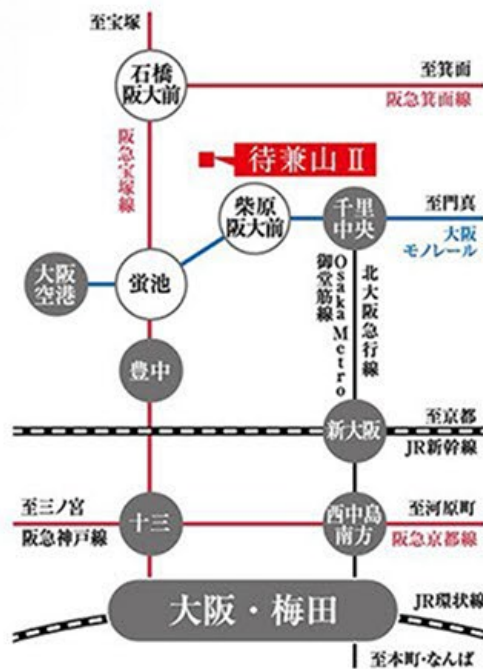 至宝塚
石橋
阪大前
至箕面
阪急箕面線
阪急宝塚線
待兼山Ⅱ
柴原
阪大前
千里
中央
至門真
大阪
モノレール
大阪
空港
蛍池
北大阪急行線
Osaka Metro
御堂筋線
豊中
新大阪
至京都
JR新幹線
至三ノ宮
阪急神戸線
十三
西中島
南方
至河原町
阪急京都線
大阪・梅田
JR環状線
至本町・なんば